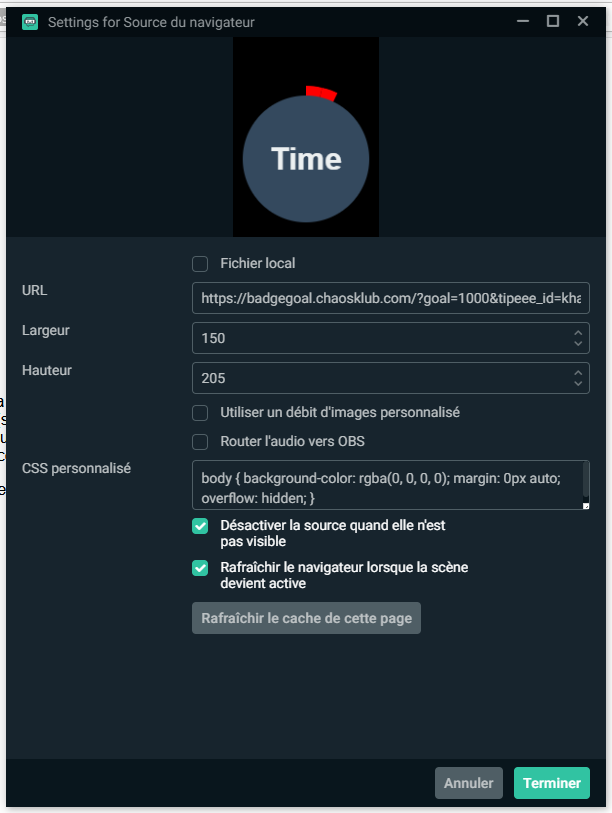 Settings for Source du navigateur
Time
Fichier local
URL
https://badgegoal.chaosklub.com/?goal=1000&tipeee_id=kha
Largeur
150
Hauteur
205
Utiliser un débit d'images personnalisé
Router l'audio vers OBS
CSS personnalisé
body { background-color: rgba(0, 0, 0, 0); margin: 0px auto;
overflow: hidden; }
Désactiver la source quand elle n'est
pas visible
Rafraîchir le navigateur lorsque la scène
devient active
Rafraîchir le cache de cette page
Annuler
Terminer